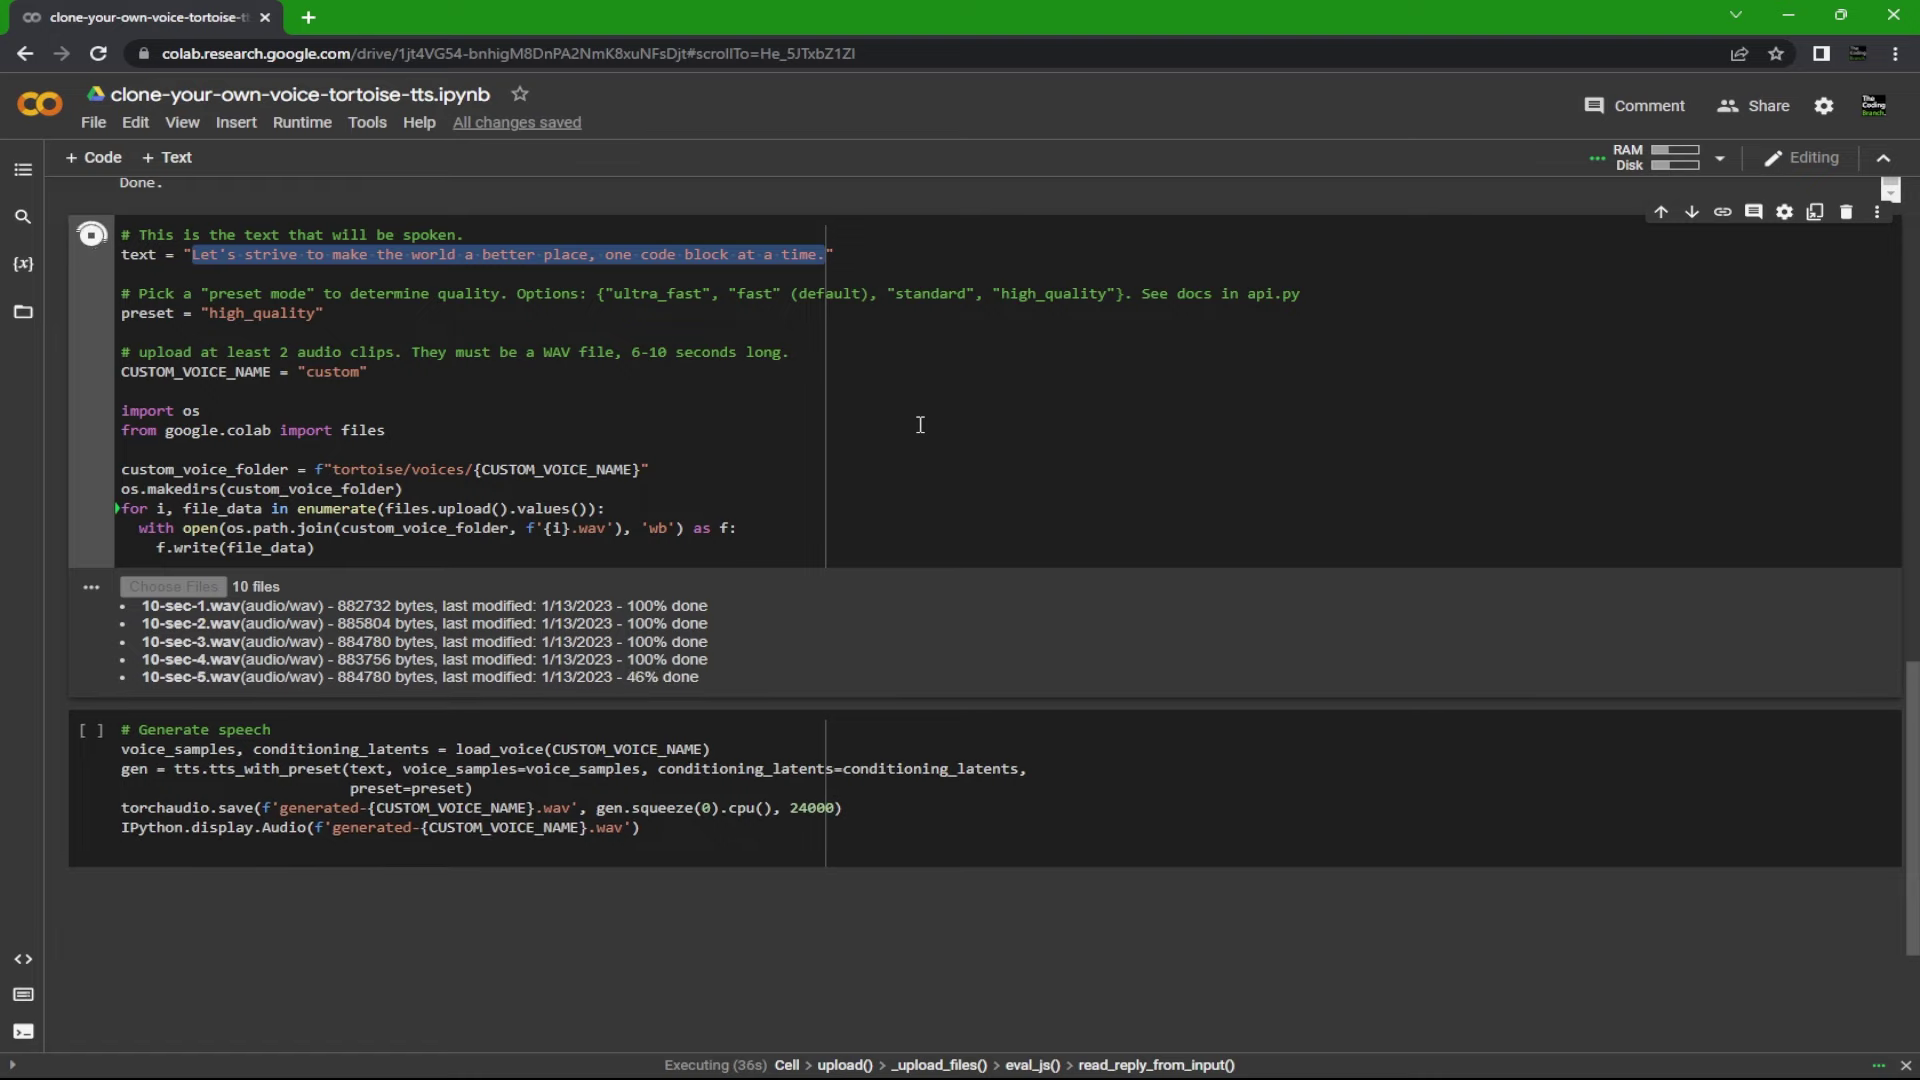 clone-your-own-voice-tortoise-tt
colab.research.google.com/drive/1jt4VG54-bnhigM8DnPA2NmK8xuNFsDjt#scrollTo=He_5JTxbZ1ZI
clone-your-own-voice-tortoise-tts.ipynb
Comment
Share
The Coding Branch.
File Edit View Insert Runtime Tools Help All changes saved
+ Code + Text
RAM
Disk
Editing
Done.
# This is the text that will be spoken.
text = "Let's strive to make the world a better place, one code block at a time."
# Pick a "preset mode" to determine quality. Options: {"ultra_fast", "fast" (default), "standard", "high_quality"}. See docs in api.py
preset = "high_quality"
# upload at least 2 audio clips. They must be a WAV file, 6-10 seconds long.
CUSTOM_VOICE_NAME = "custom"
import os
from google.colab import files
custom_voice_folder = f"tortoise/voices/{CUSTOM_VOICE_NAME}"
os.makedirs(custom_voice_folder)
for i, file_data in enumerate(files.upload().values()):
with open(os.path.join(custom_voice_folder, f'{i}.wav'), 'wb') as f:
f.write(file_data)
Choose Files 10 files
• 10-sec-1.wav(audio/wav) - 882732 bytes, last modified: 1/13/2023 - 100% done
• 10-sec-2.wav(audio/wav) - 885804 bytes, last modified: 1/13/2023 - 100% done
• 10-sec-3.wav(audio/wav) - 884780 bytes, last modified: 1/13/2023 - 100% done
• 10-sec-4.wav(audio/wav) - 883756 bytes, last modified: 1/13/2023 - 100% done
• 10-sec-5.wav(audio/wav) - 884780 bytes, last modified: 1/13/2023 - 46% done
[ ] # Generate speech
voice_samples, conditioning_latents = load_voice(CUSTOM_VOICE_NAME)
gen = tts.tts_with_preset(text, voice_samples=voice_samples, conditioning_latents=conditioning_latents,
preset=preset)
torchaudio.save(f'generated-{CUSTOM_VOICE_NAME}.wav', gen.squeeze(0).cpu(), 24000)
IPython.display.Audio(f'generated-{CUSTOM_VOICE_NAME}.wav')
Executing (36s) Cell > upload() > _upload_files() > eval_js() > read_reply_from_input()